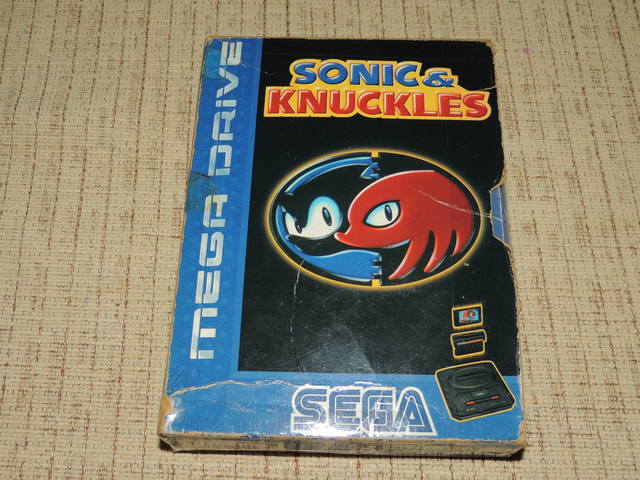 SONIC &
KNUCKLES
MEGA DRIVE
SEGA